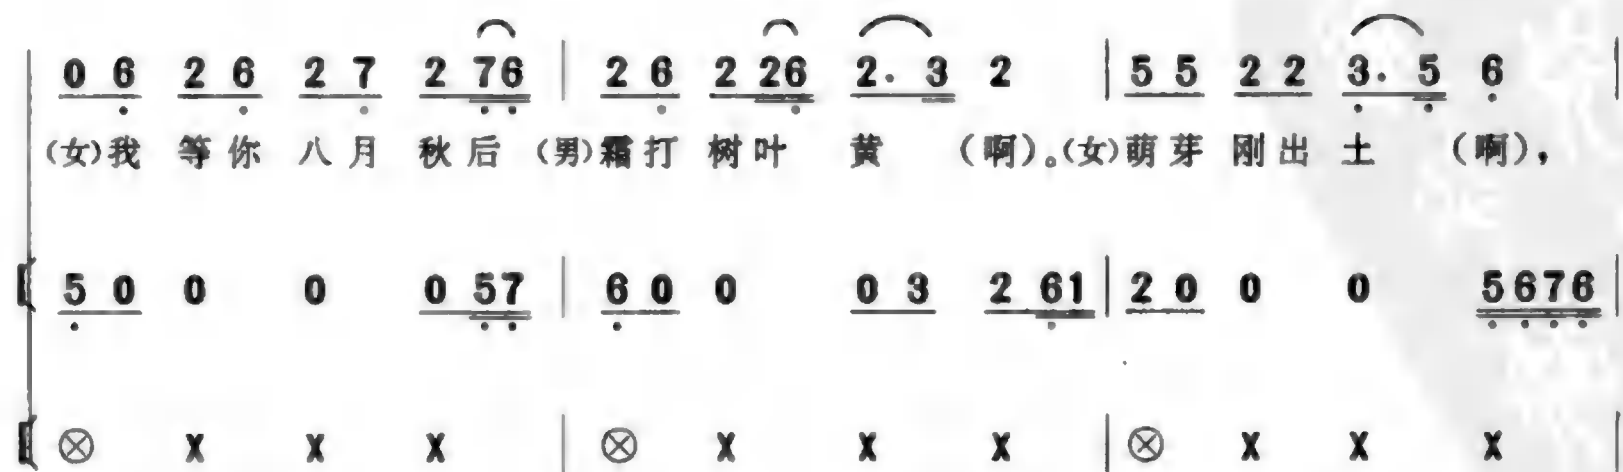 0 6 2 6 2 7 2 76 | 2 6 2 26 2. 3 2 | 5 5 2 2 3. 5 6 |
(女)我 等你 八月 秋后 (男)霜打 树叶 黄 (啊)。(女)萌芽 刚出 土 (啊),
5 0 0 0 0 57 | 6 0 0 0 3 2 61 | 2 0 0 0 5676 |
⊗ X X X | ⊗ X X X | ⊗ X X X